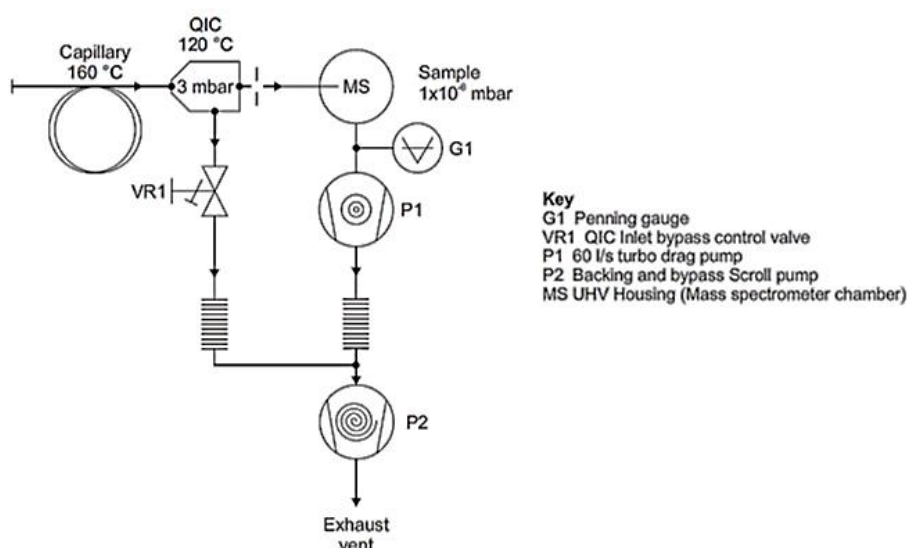 QIC
120 °C
Capillary
160 °C
3 mbar
MS
Sample
1x10⁻⁶ mbar
G1
VR1
P1
Key
G1 Penning gauge
VR1 QIC Inlet bypass control valve
P1 60 l/s turbo drag pump
P2 Backing and bypass Scroll pump
MS UHV Housing (Mass spectrometer chamber)
P2
Exhaust
vent